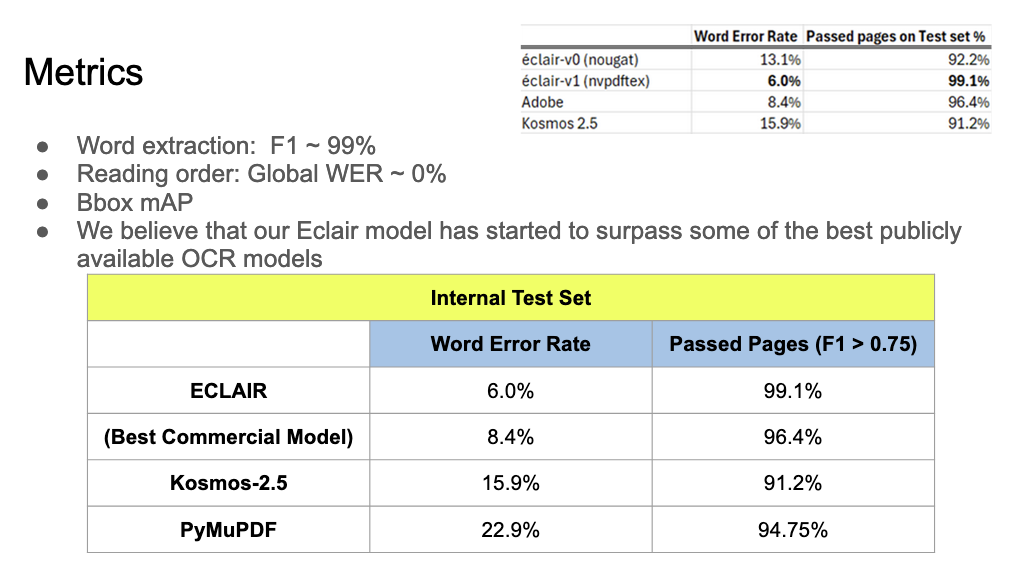 Metrics
Word Error Rate Passed pages on Test set %
éclair-v0 (nougat) 13.1% 92.2%
éclair-v1 (nvpdftex) 6.0% 99.1%
Adobe 8.4% 96.4%
Kosmos 2.5 15.9% 91.2%
● Word extraction: F1 ~ 99%
● Reading order: Global WER ~ 0%
● Bbox mAP
● We believe that our Eclair model has started to surpass some of the best publicly
available OCR models
Internal Test Set
Word Error Rate Passed Pages (F1 > 0.75)
ECLAIR 6.0% 99.1%
(Best Commercial Model) 8.4% 96.4%
Kosmos-2.5 15.9% 91.2%
PyMuPDF 22.9% 94.75%